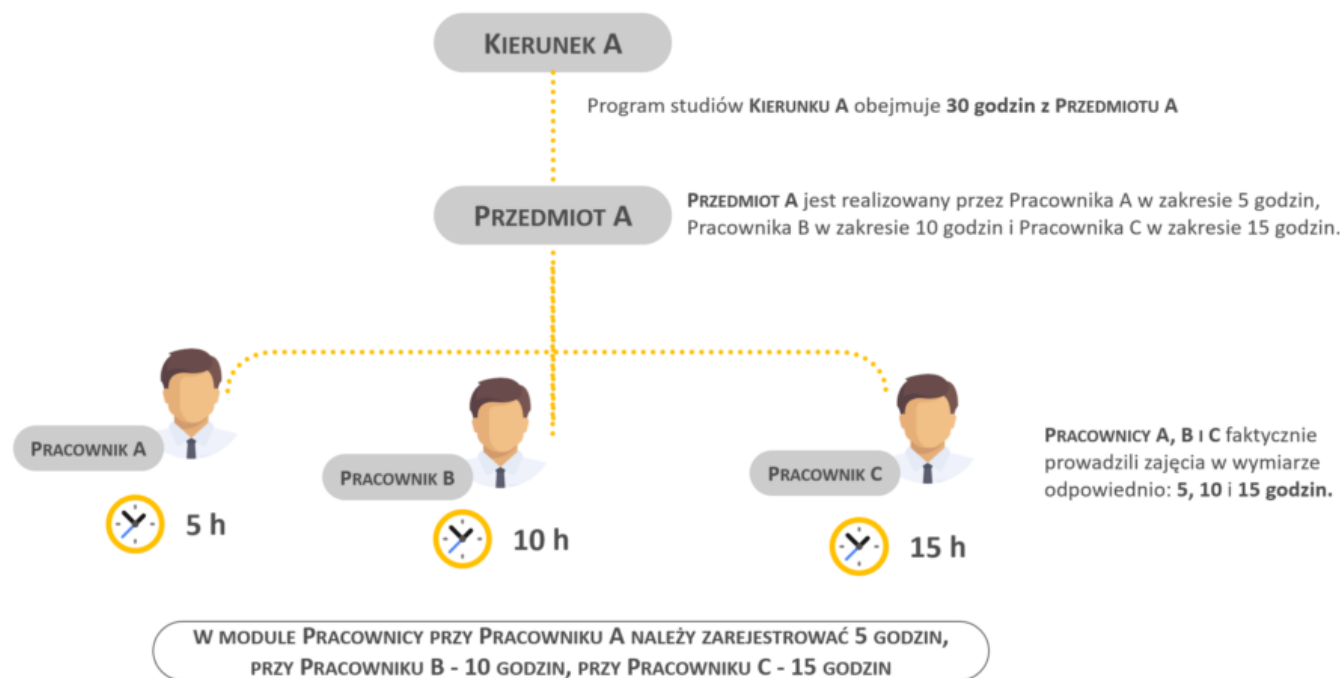 KIERUNEK A
Program studiów KIERUNKU A obejmuje 30 godzin z PRZEDMIOTU A
PRZEDMIOT A
PRZEDMIOT A jest realizowany przez Pracownika A w zakresie 5 godzin,
Pracownika B w zakresie 10 godzin i Pracownika C w zakresie 15 godzin.
PRACOWNIK A
PRACOWNIK B
PRACOWNIK C
PRACOWNICY A, B I C faktycznie
prowadzili zajęcia w wymiarze
odpowiednio: 5, 10 i 15 godzin.
5 h
10 h
15 h
W MODULE PRACOWNICY PRZY PRACOWNIKU A NALEŻY ZAREJESTROWAĆ 5 GODZIN,
PRZY PRACOWNIKU B - 10 GODZIN, PRZY PRACOWNIKU C - 15 GODZIN